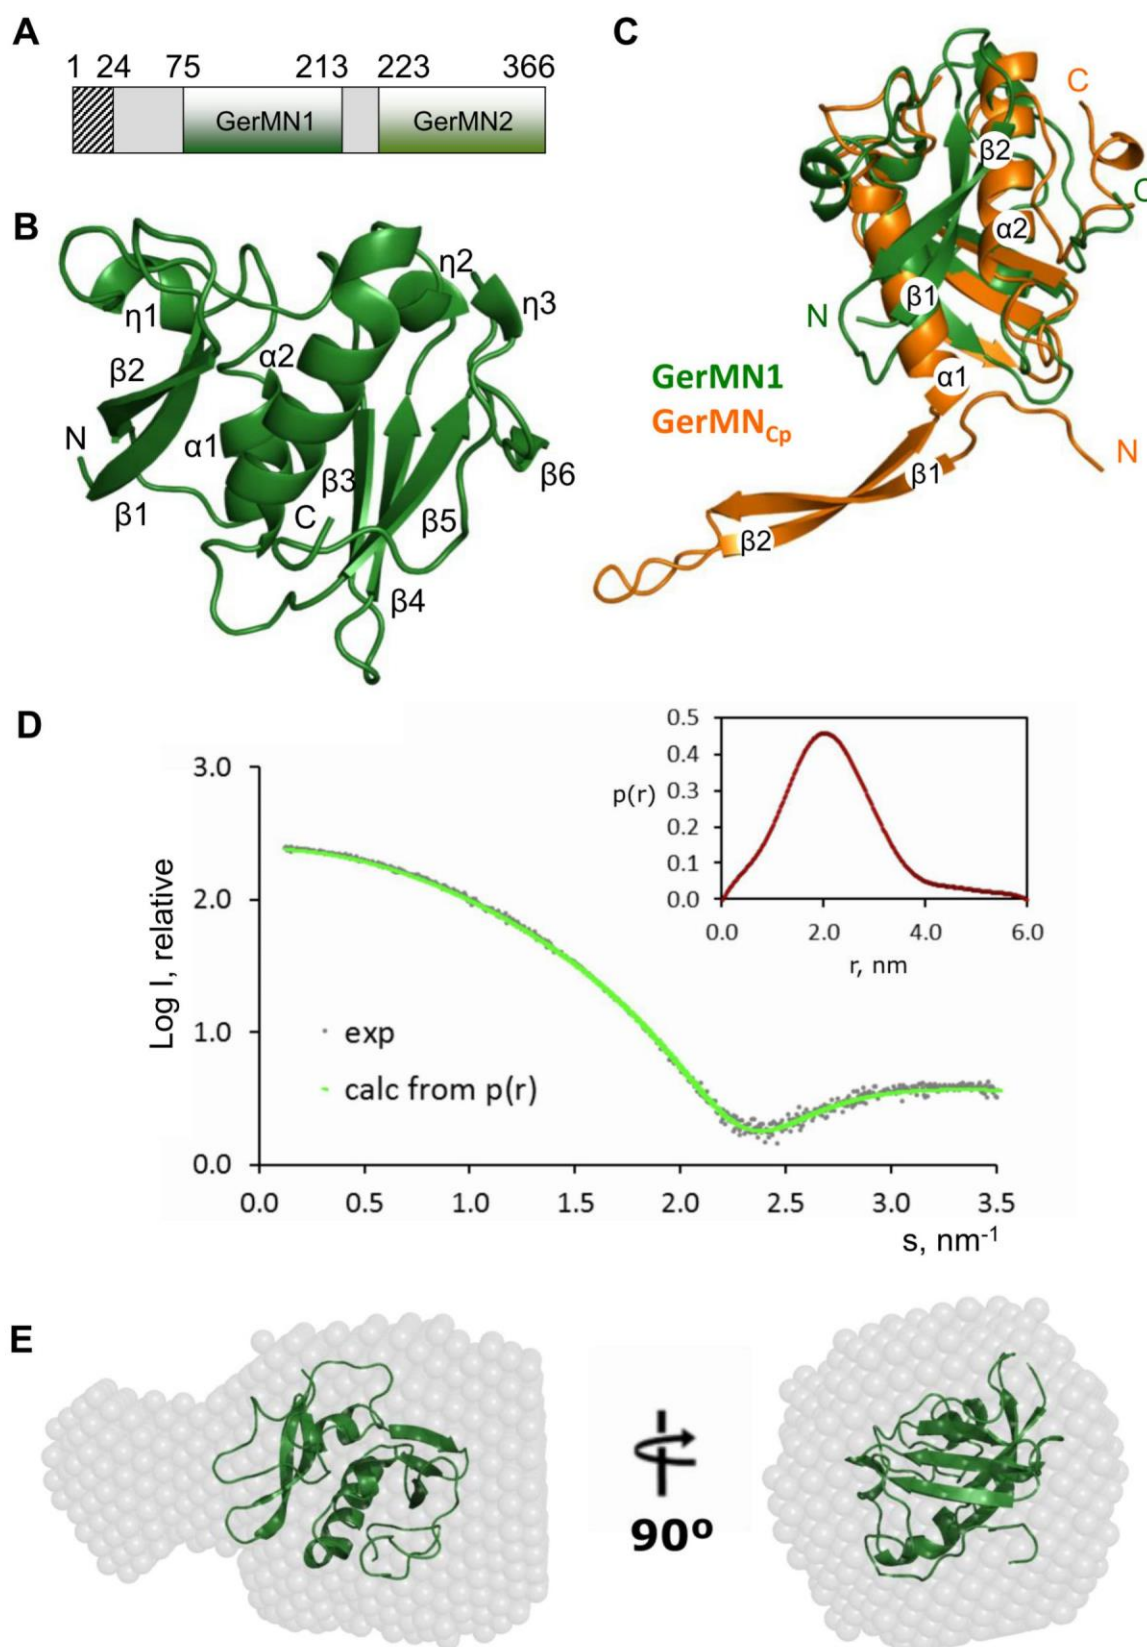 A
1 24 75 213 223 366
GerMN1 GerMN2
B
η1
η2
η3
β2
α2
N
α1
β3
β6
β1
C
β5
β4
C
C
β2
C
α2
β1
N
GerMN1
α1
GerMNCp
N
β1
β2
D
3.0
2.0
1.0
0.0
Log I, relative
exp
calc from p(r)
0.0 0.5 1.0 1.5 2.0 2.5 3.0 3.5
s, nm-1
0.5
0.4
0.3
0.2
0.1
0.0
p(r)
0.0 2.0 4.0 6.0
r, nm
E
90º